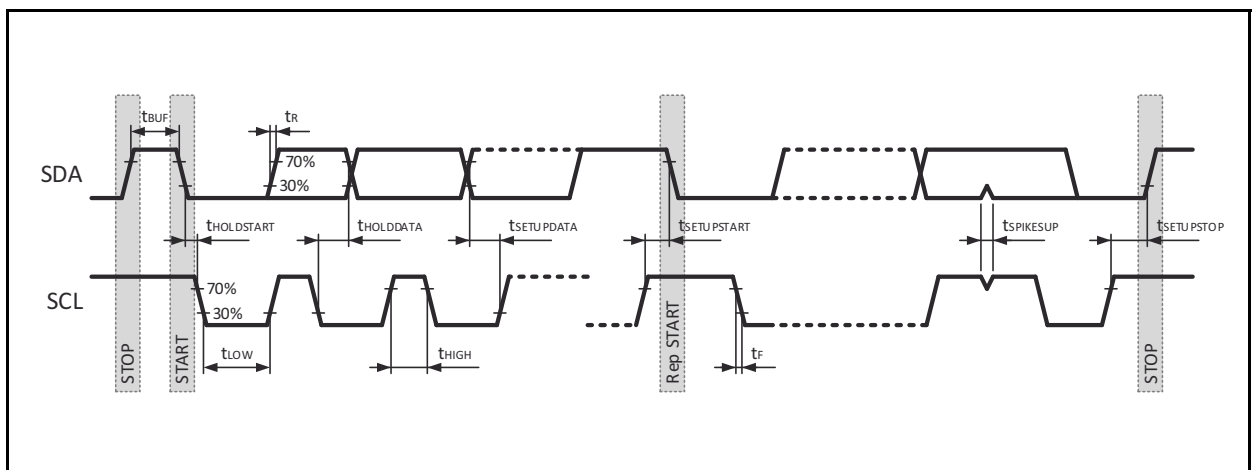 tBUF
tR
SDA
70%
30%
tHOLDSTART
tHOLDDATA
tSETUPDATA
tSETUPSTART
tSPIKESUP
tSETUPSTOP
SCL
70%
30%
tLOW
tHIGH
tF
STOP
START
Rep START
STOP